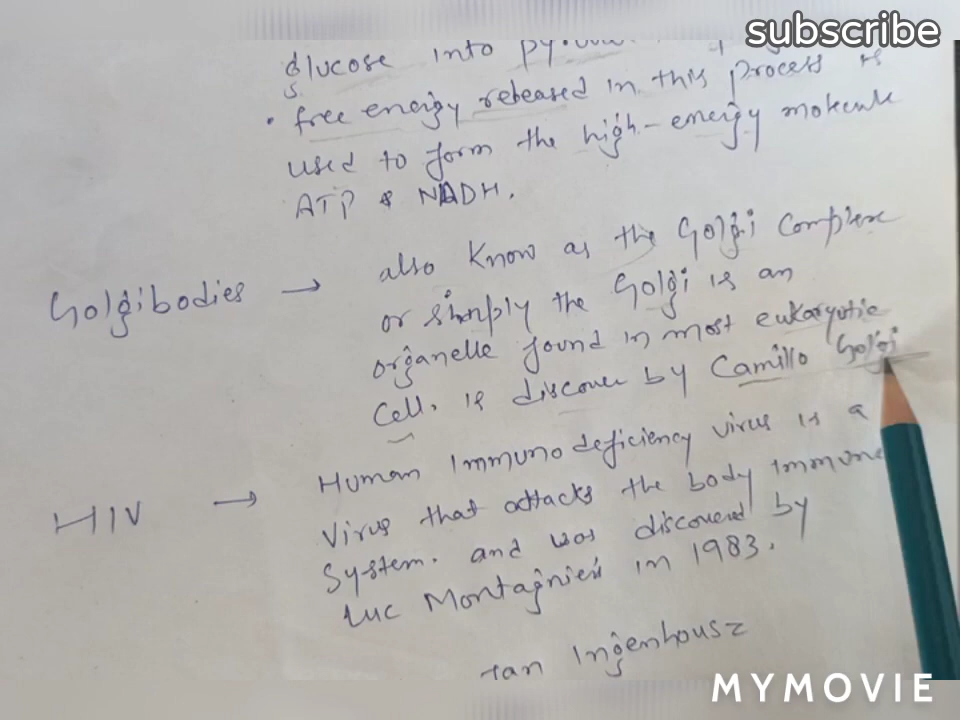 subscribe
glucose into
• free energy rebeased in this process is
used to form the high-energy molecule
ATP & NADH.
Golgibodies → also know as the Golgi Complex
or simply the Golgi is an
organelle found in most eukaryotic
Cell. is discover by Camillo Golgi
HIV → Human Immuno deficiency virus is a
virus that attacks the body immune
system. and was discovered by
Luc Montagnier in 1983.
Jan Ingenhousz
MYMOVIE